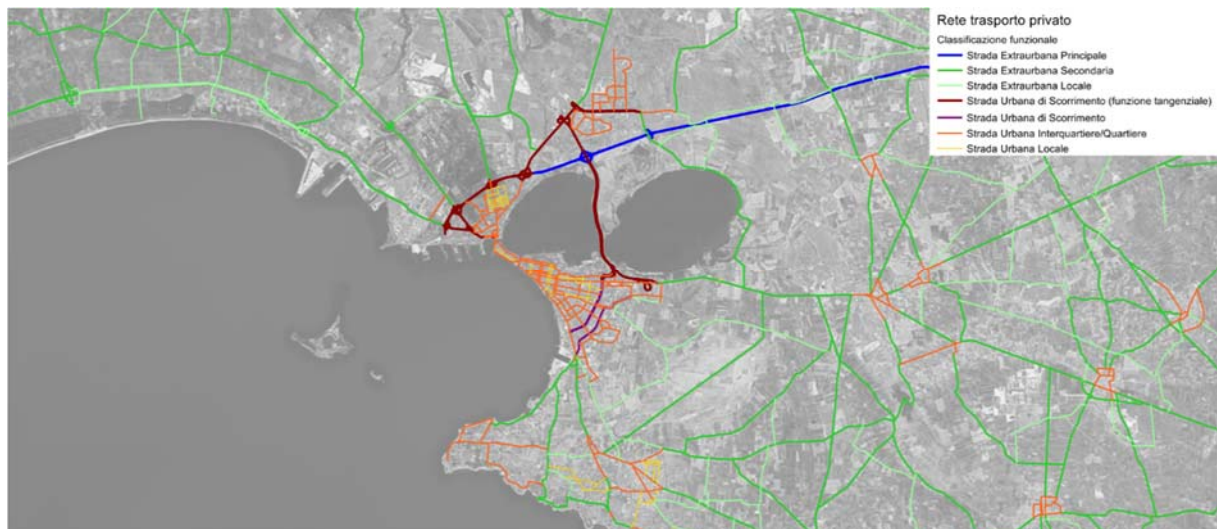 Rete trasporto privato
Classificazione funzionale
Strada Extraurbana Principale
Strada Extraurbana Secondaria
Strada Extraurbana Locale
Strada Urbana di Scorrimento (funzione tangenziale)
Strada Urbana di Scorrimento
Strada Urbana Interquartiere/Quartiere
Strada Urbana Locale